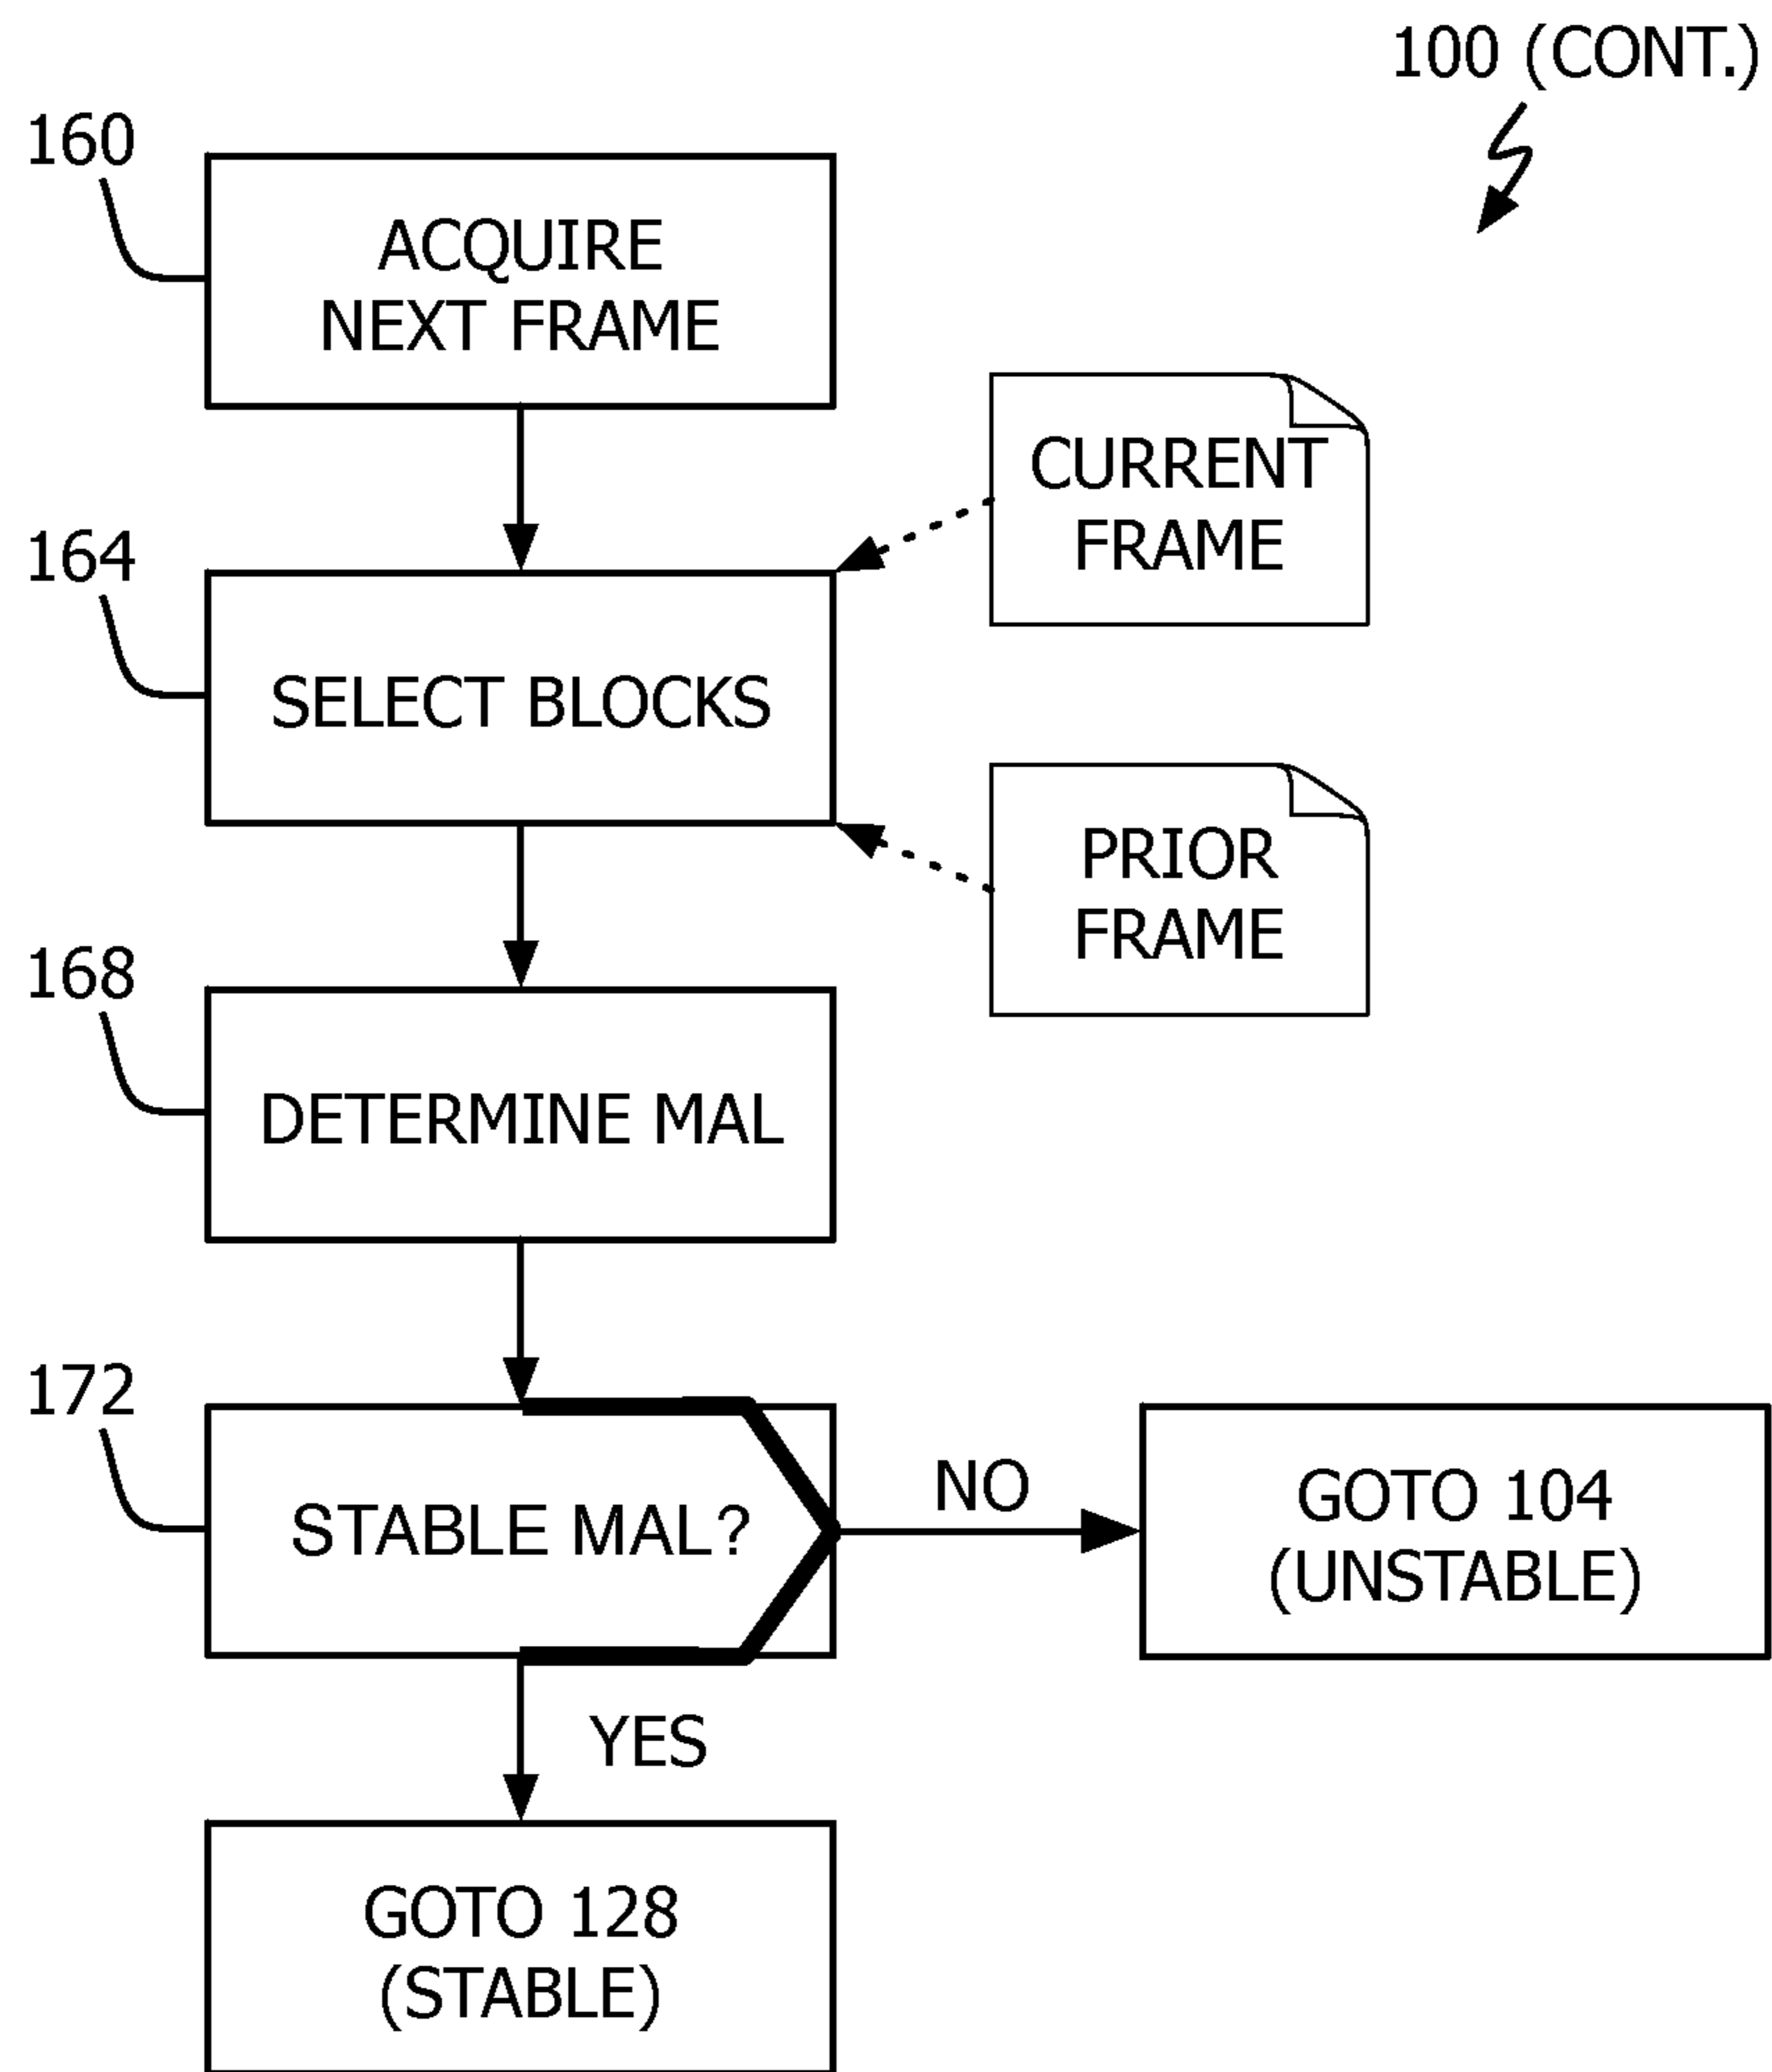 100 (CONT.)
160
ACQUIRE
NEXT FRAME
CURRENT
FRAME
164
SELECT BLOCKS
PRIOR
FRAME
168
DETERMINE MAL
172
STABLE MAL?
NO
GOTO 104
(UNSTABLE)
YES
GOTO 128
(STABLE)